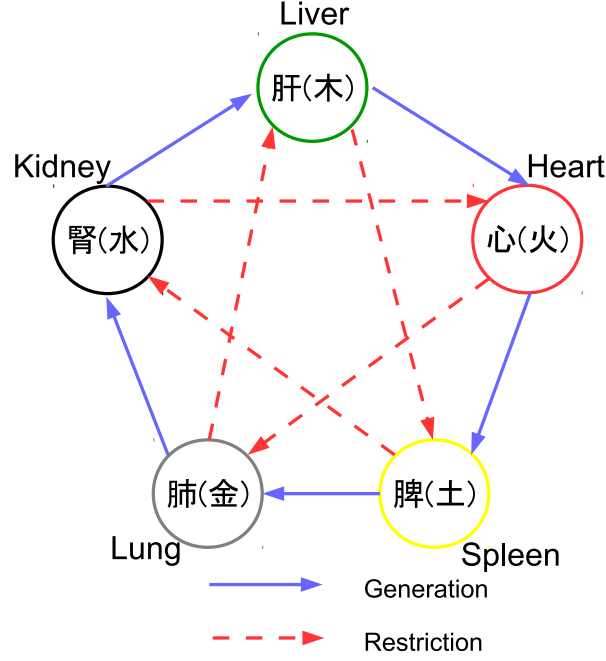 Liver
肝(木)
Kidney
Heart
腎(水)
心(火)
肺(金)
脾(土)
Lung
Spleen
Generation
Restriction